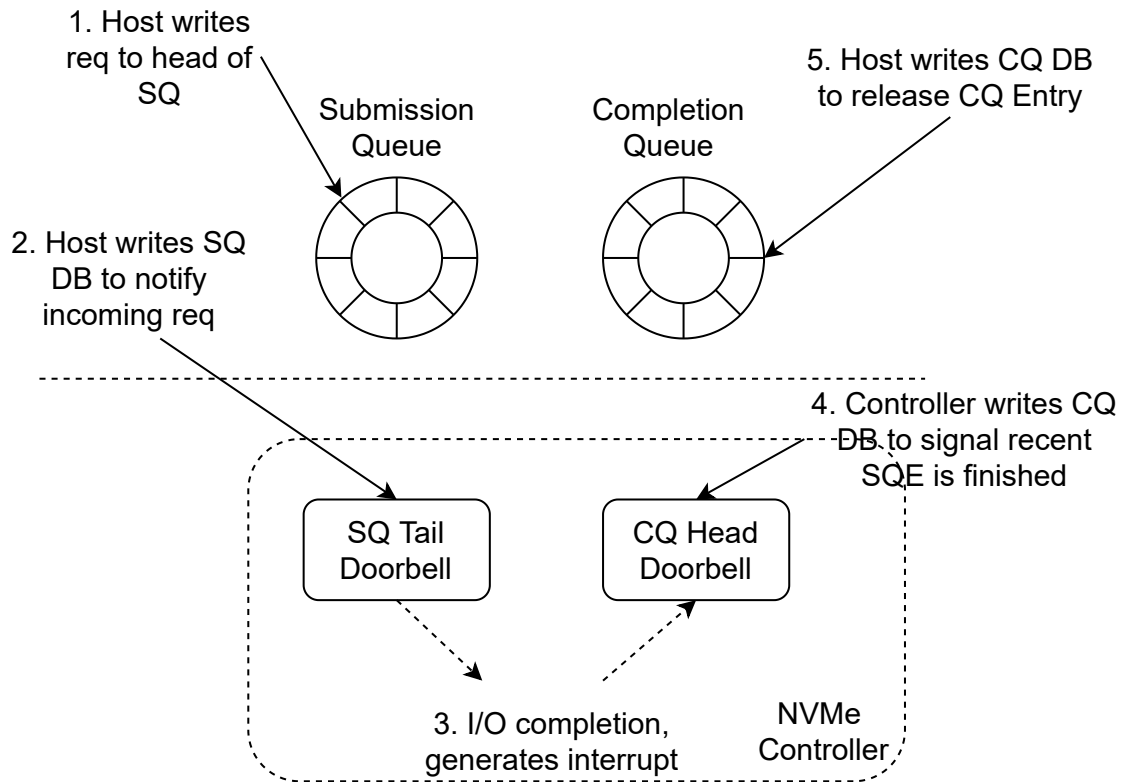 1. Host writes
req to head of
SQ
5. Host writes CQ DB
to release CQ Entry
Submission
Queue
Completion
Queue
2. Host writes SQ
DB to notify
incoming req
4. Controller writes CQ
DB to signal recent
SQE is finished
SQ Tail
Doorbell
CQ Head
Doorbell
3. I/O completion,
generates interrupt
NVMe
Controller